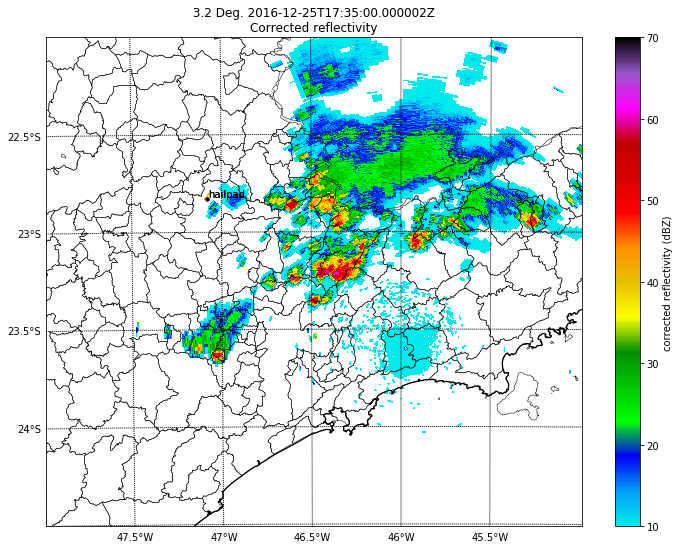 3.2 Deg. 2016-12-25T17:35:00.000002Z
Corrected reflectivity
22.5°S
23°S
23.5°S
24°S
hailpad
47.5°W
47°W
46.5°W
46°W
45.5°W
70
60
50
40
30
20
10
corrected reflectivity (dBZ)